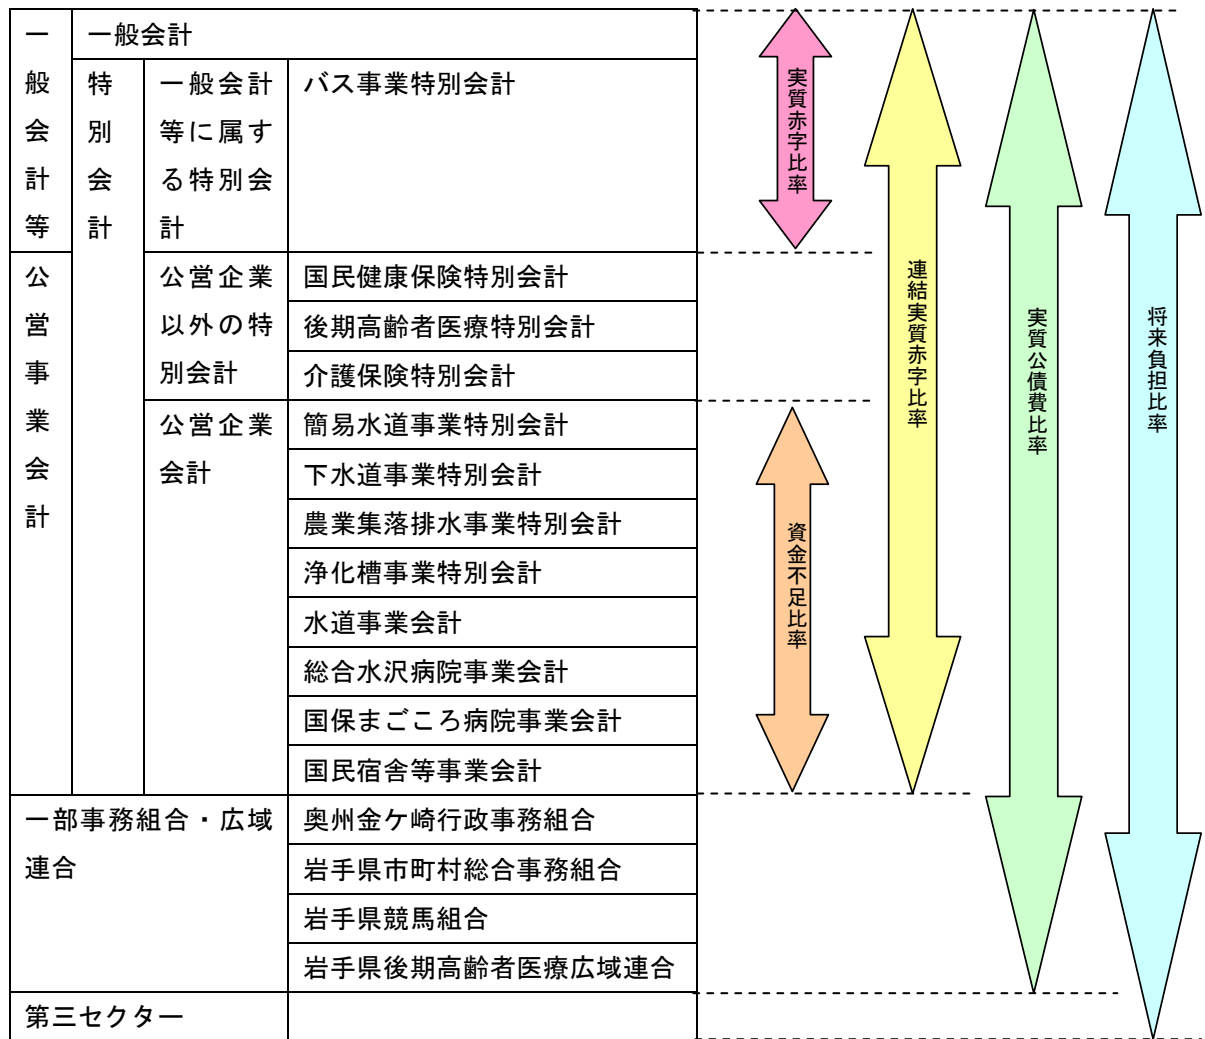 一般会計等
一般会計
特別会計
一般会計
等に属す
る特別会
計
バス事業特別会計
公営事業会計
公営企業
以外の特
別会計
国民健康保険特別会計
後期高齢者医療特別会計
介護保険特別会計
公営企業
会計
簡易水道事業特別会計
下水道事業特別会計
農業集落排水事業特別会計
浄化槽事業特別会計
水道事業会計
総合水沢病院事業会計
国保まごころ病院事業会計
国民宿舎等事業会計
一部事務組合・広域
連合
奥州金ケ崎行政事務組合
岩手県市町村総合事務組合
岩手県競馬組合
岩手県後期高齢者医療広域連合
第三セクター
実質赤字比率
資金不足比率
連結実質赤字比率
実質公債費比率
将来負担比率